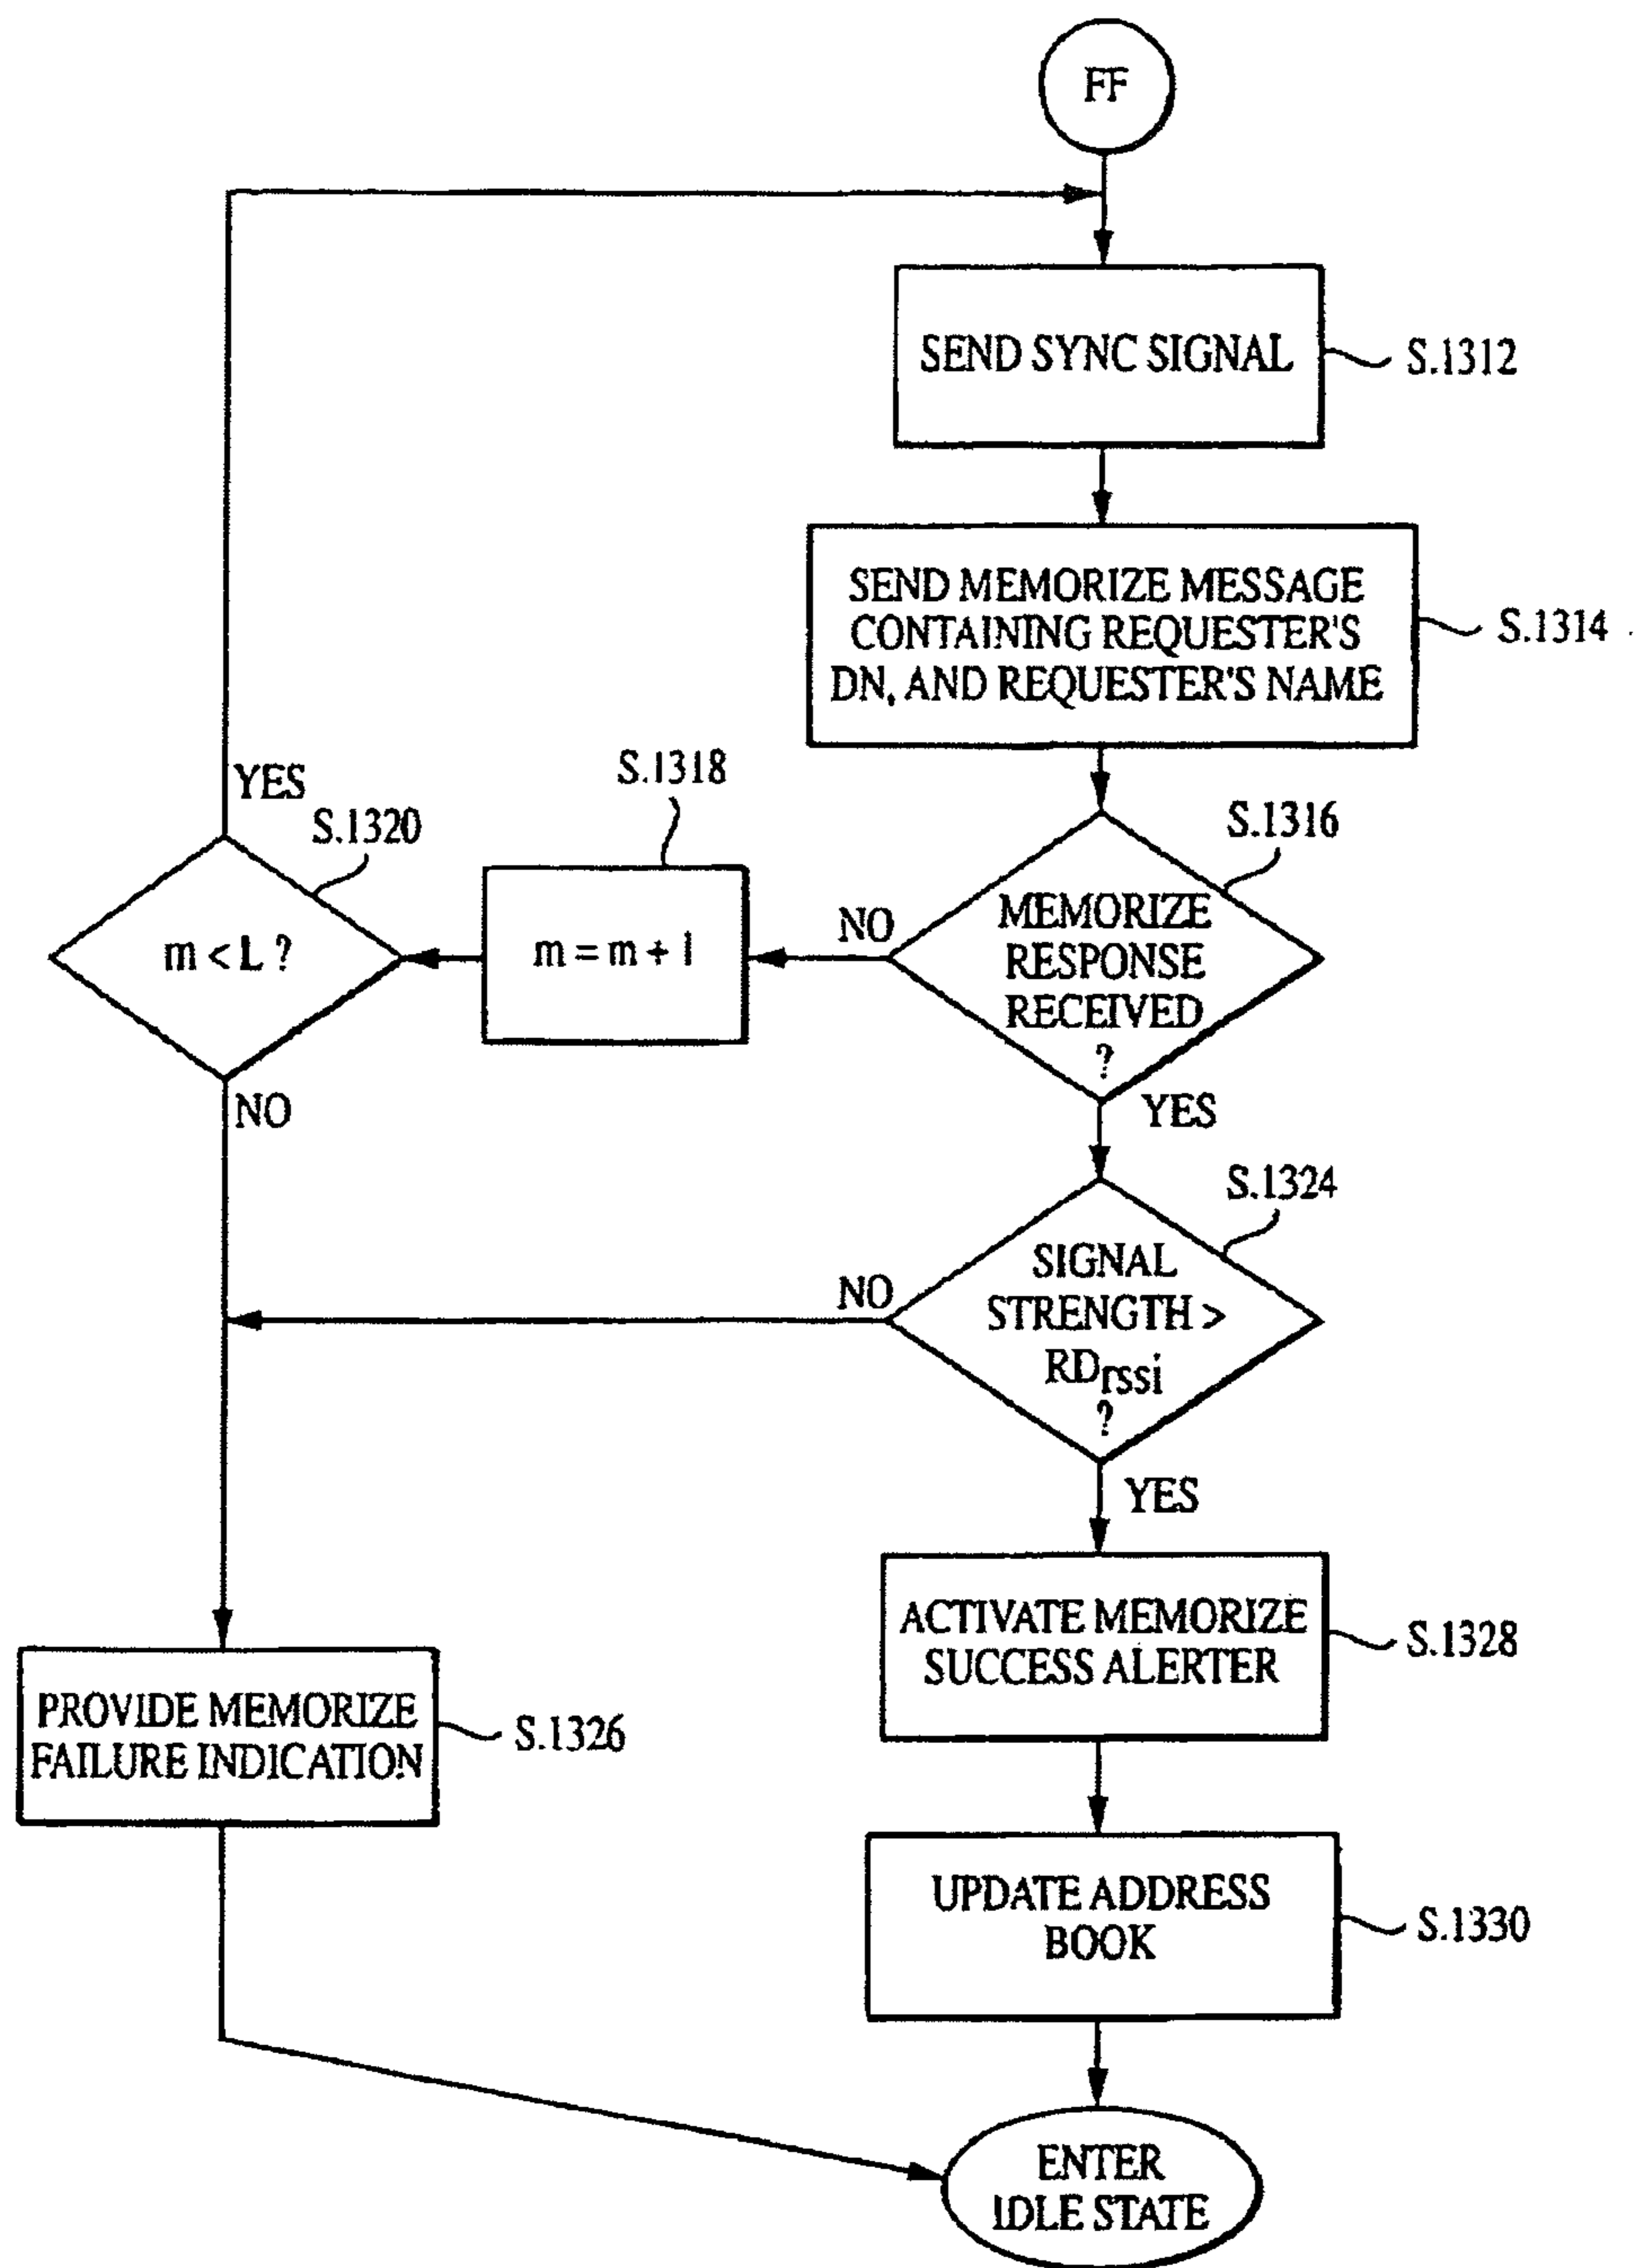 FF
SEND SYNC SIGNAL
S.1312
SEND MEMORIZE MESSAGE
CONTAINING REQUESTER'S
DN, AND REQUESTER'S NAME
S.1314
S.1316
MEMORIZE
RESPONSE
RECEIVED
?
NO
YES
S.1318
m = m + 1
S.1320
m < L ?
YES
NO
S.1324
SIGNAL
STRENGTH >
RDrssi
?
NO
YES
ACTIVATE MEMORIZE
SUCCESS ALERTER
S.1328
PROVIDE MEMORIZE
FAILURE INDICATION
S.1326
UPDATE ADDRESS
BOOK
S.1330
ENTER
IDLE STATE